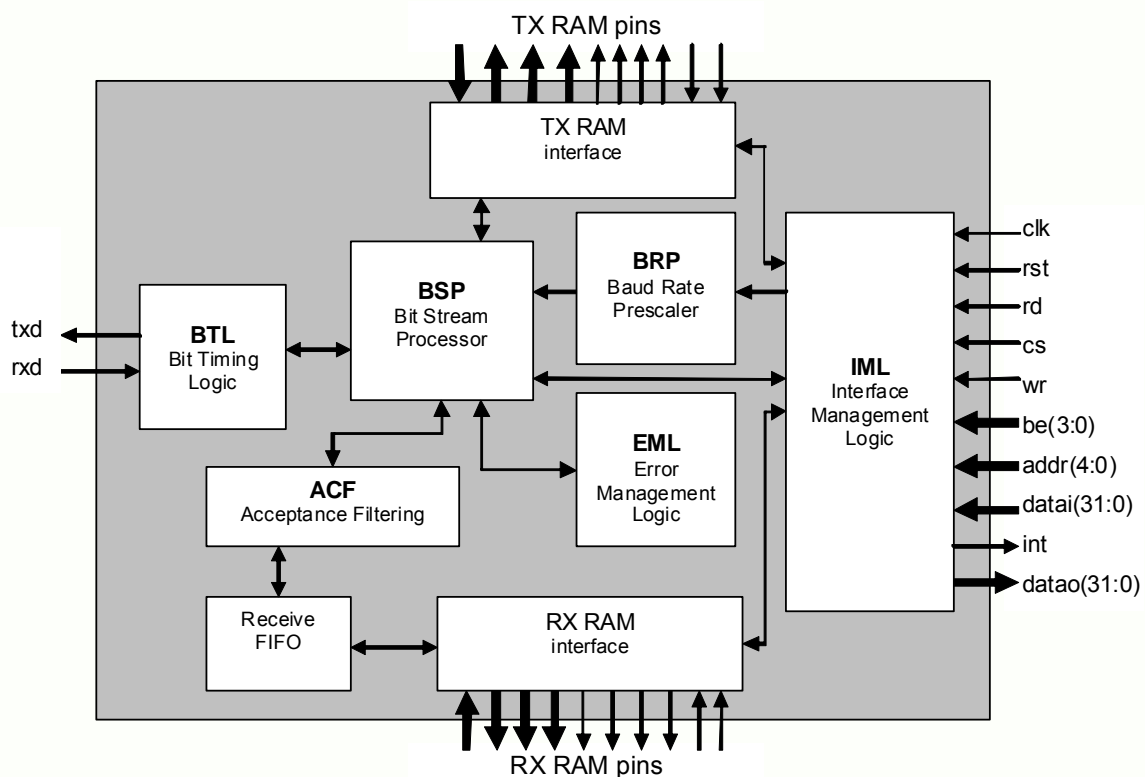 TX RAM pins
TX RAM
interface
BSP
Bit Stream
Processor
BRP
Baud Rate
Prescaler
BTL
Bit Timing
Logic
txd
rxd
IML
Interface
Management
Logic
clk
rst
rd
cs
wr
be(3:0)
addr(4:0)
datai(31:0)
int
datao(31:0)
EML
Error
Management
Logic
ACF
Acceptance Filtering
Receive
FIFO
RX RAM
interface
RX RAM pins